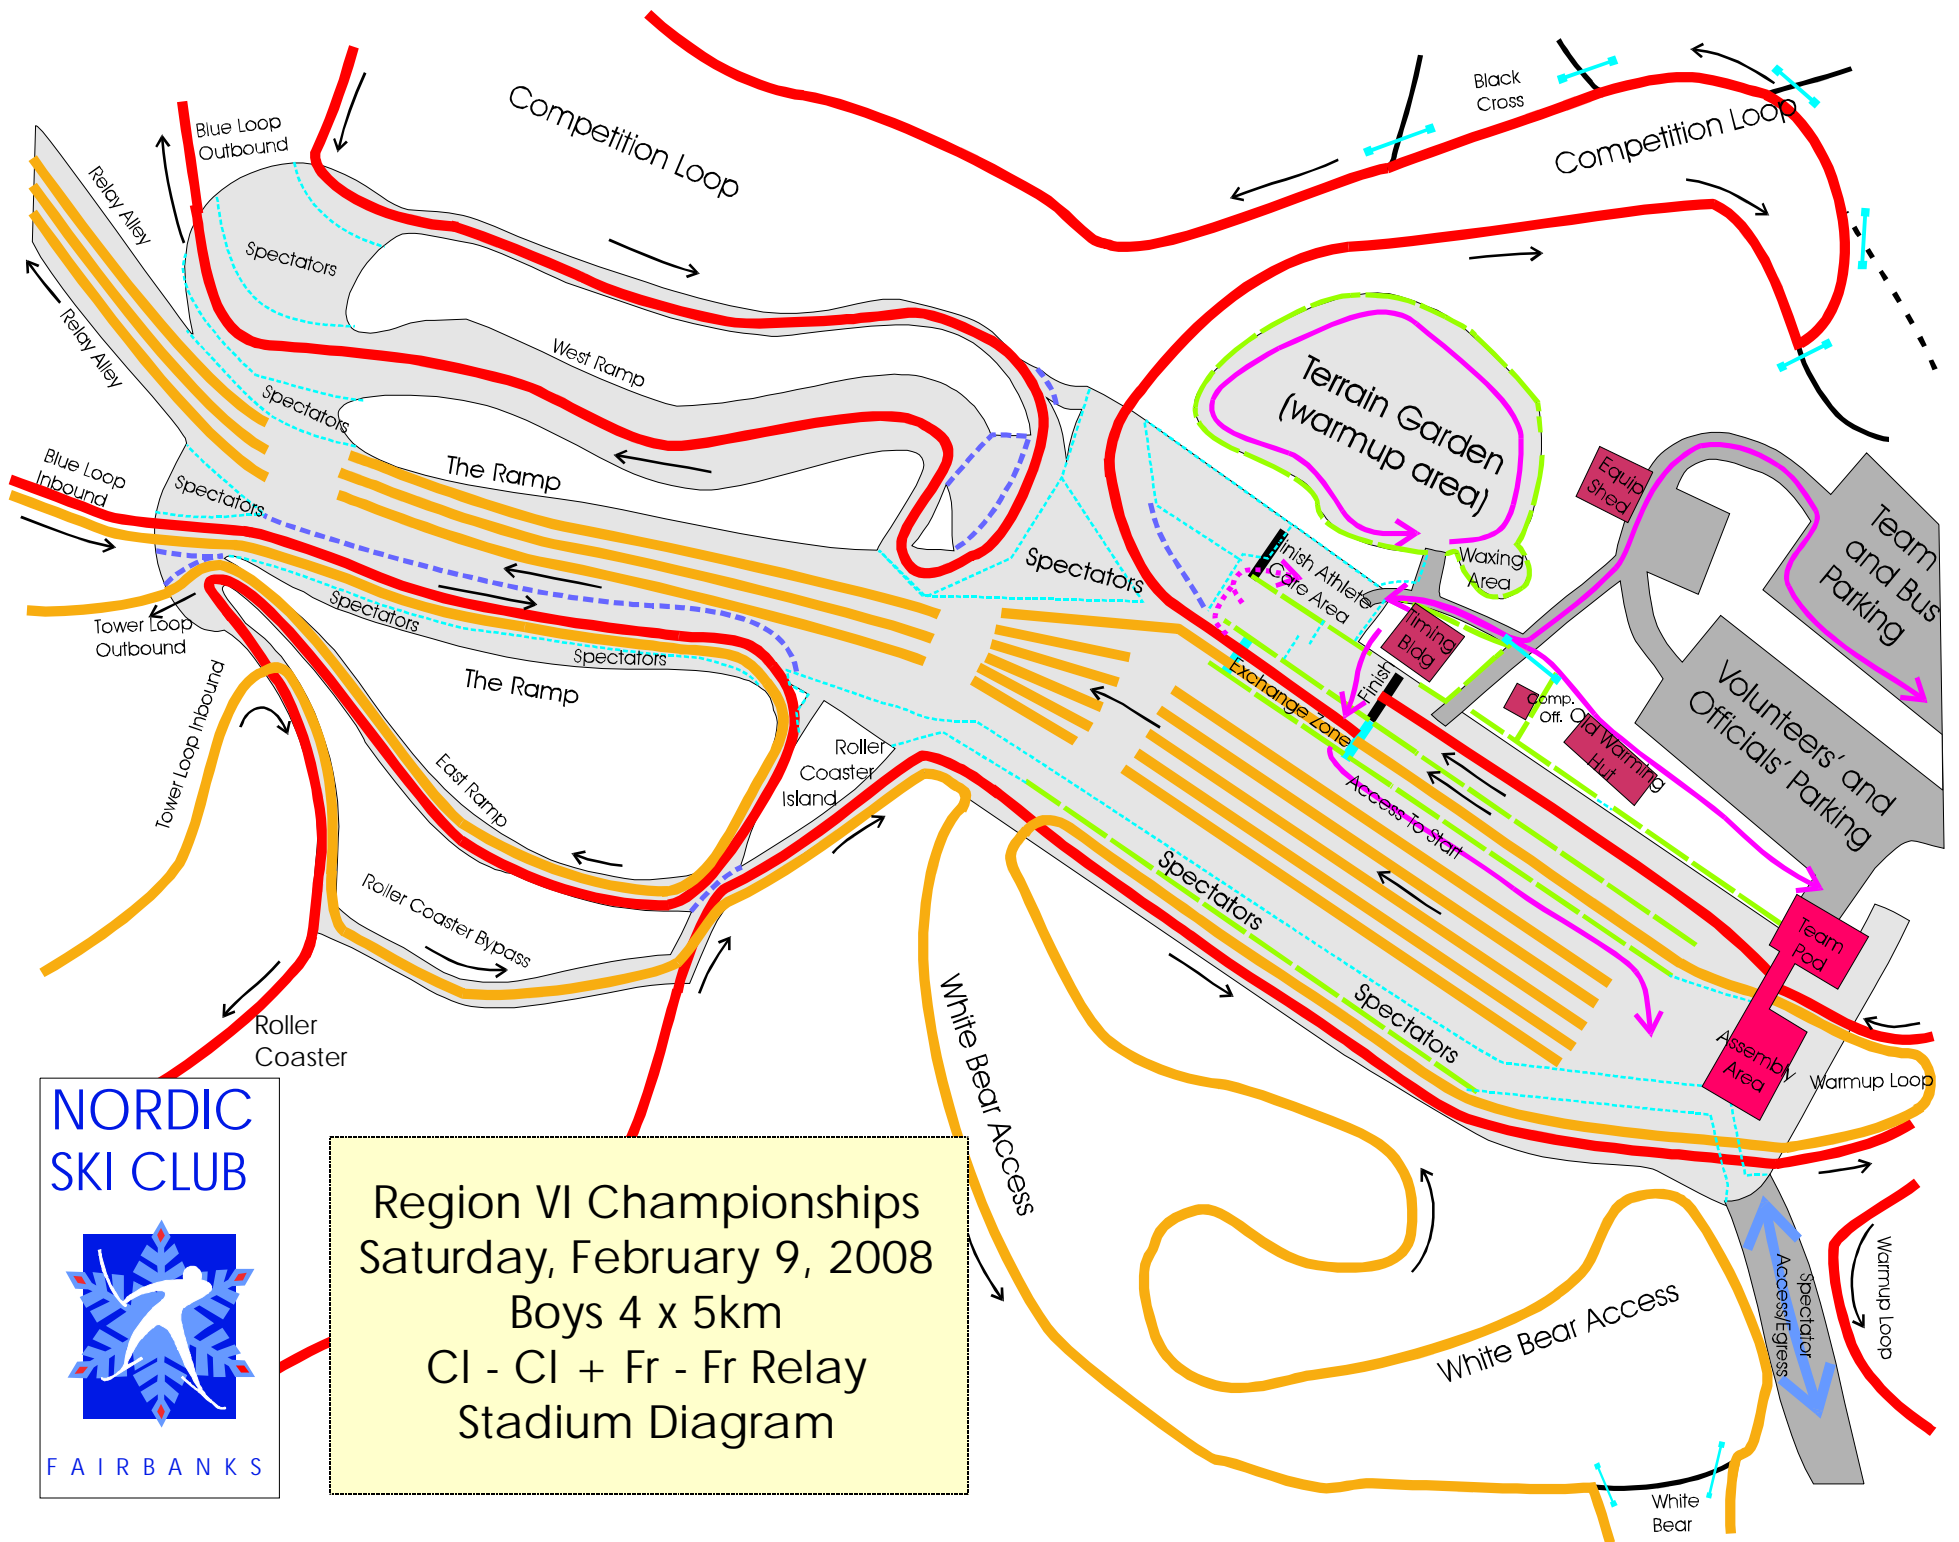 Black
Cross
Competition Loop
Competition Loop
Blue Loop
Outbound
Relay Alley
Spectators
Relay Alley
West Ramp
Spectators
Terrain Garden
(warmup area)
Equip
Shed
Team
and Bus
Parking
Waxing
Area
Blue Loop
Inbound
Spectators
The Ramp
Spectators
Finish Athlete
Care Area
Timing
Bldg
Tower Loop
Outbound
Spectators
Spectators
The Ramp
Exchange Zone
Finish
Comp.
Off.
Old Warming
Hut
Volunteers' and
Officials' Parking
Tower Loop Inbound
East Ramp
Roller
Coaster
Island
Access To Start
Spectators
Roller Coaster Bypass
Team
Pod
Spectators
White Bear Access
Roller
Coaster
Assembly
Area
Warmup Loop
NORDIC
SKI CLUB
FAIRBANKS
Region VI Championships
Saturday, February 9, 2008
Boys 4 x 5km
Cl - Cl + Fr - Fr Relay
Stadium Diagram
White Bear Access
Spectator
Access/Egress
Warmup Loop
White
Bear